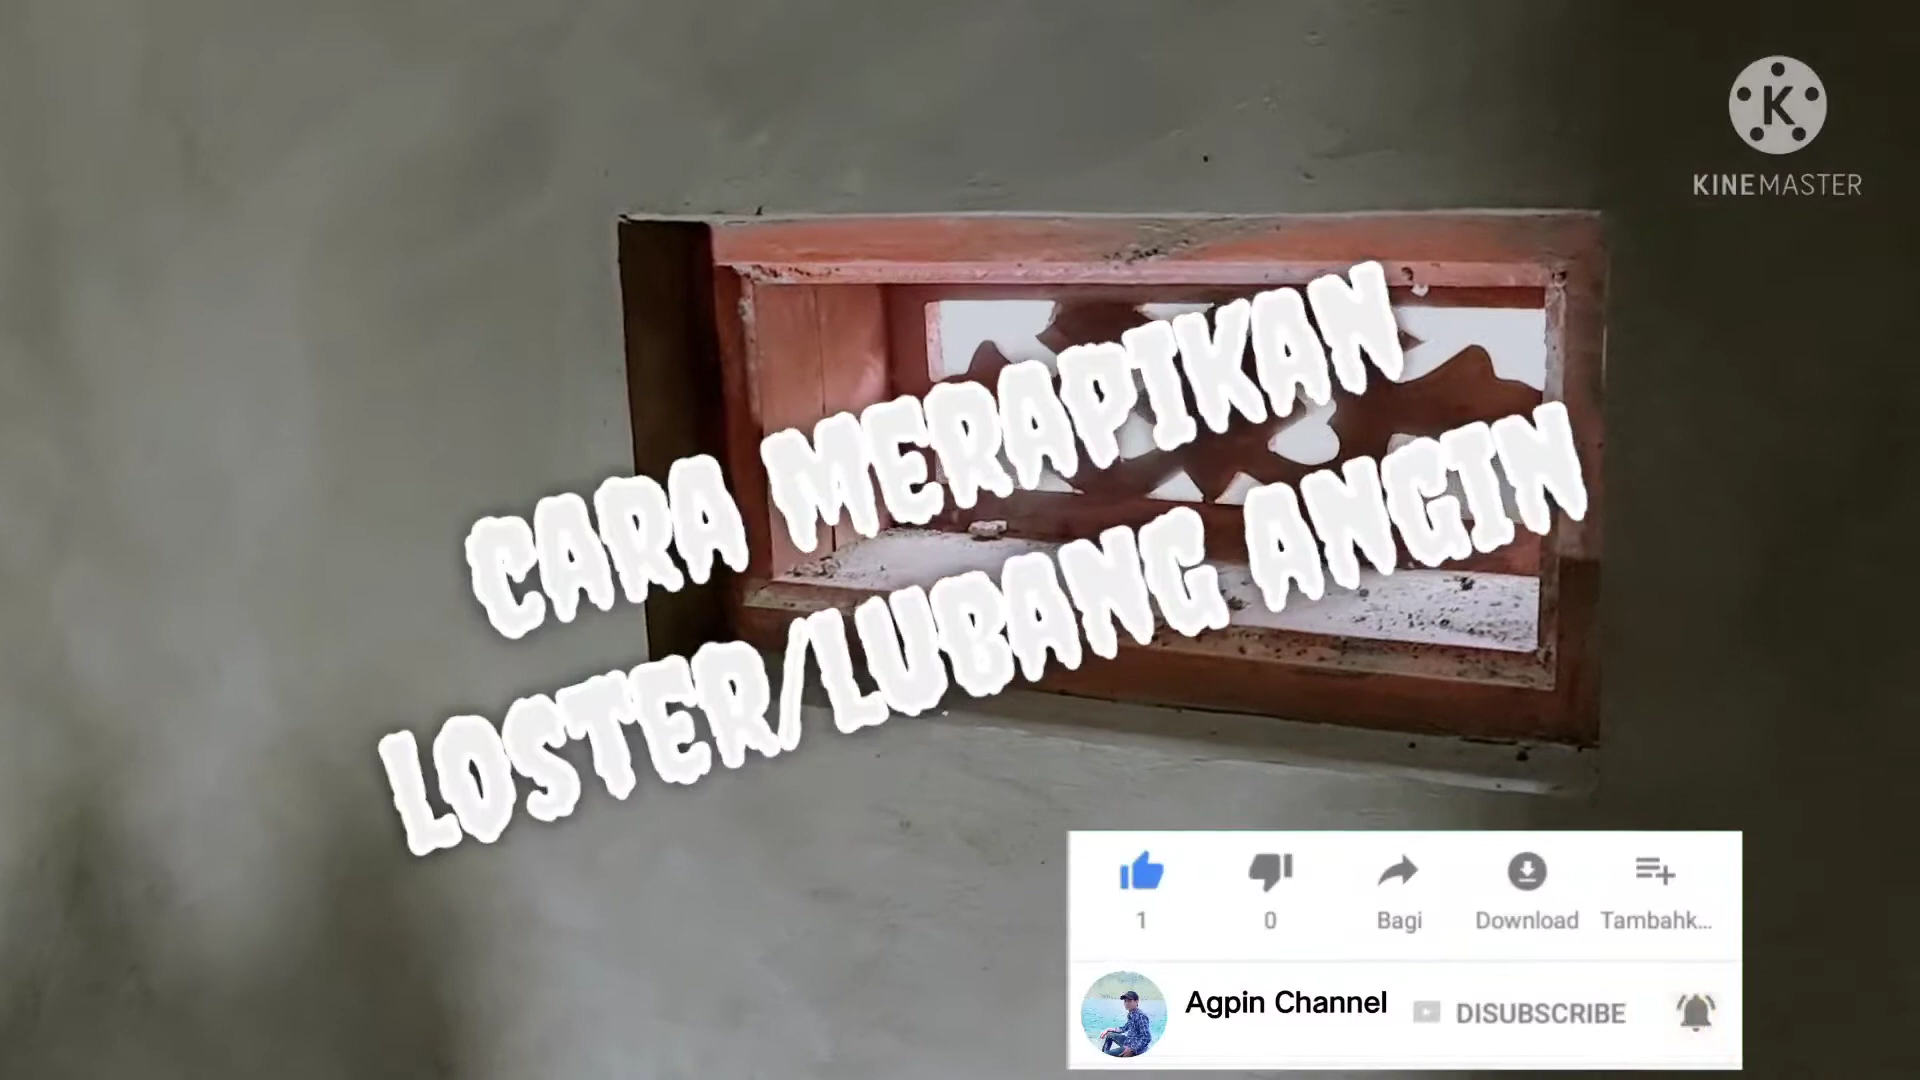 K
KINEMASTER
CARA MERAPIKAN
LOSTER/LUBANG ANGIN
1
0
Bagi
Download
Tambahk...
Agpin Channel
DISUBSCRIBE